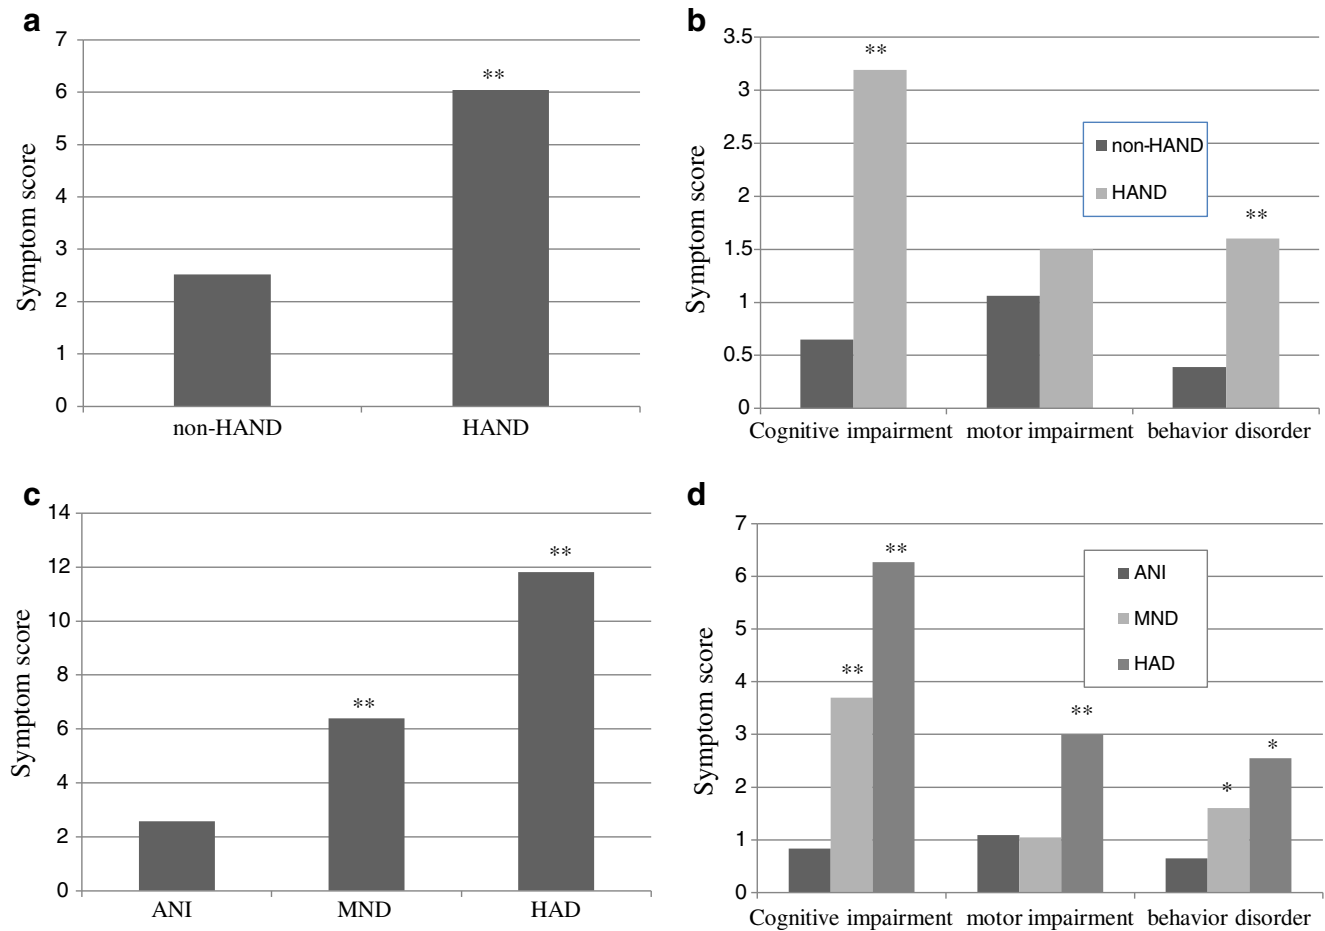 a
7
6
5
4
3
2
1
0
Symptom score
**
non-HAND
HAND
b
3.5
3
2.5
2
1.5
1
0.5
0
Symptom score
**
**
non-HAND
HAND
Cognitive impairment
motor impairment
behavior disorder
c
14
12
10
8
6
4
2
0
Symptom score
**
**
ANI
MND
HAD
d
7
6
5
4
3
2
1
0
Symptom score
**
**
**
*
*
ANI
MND
HAD
Cognitive impairment
motor impairment
behavior disorder